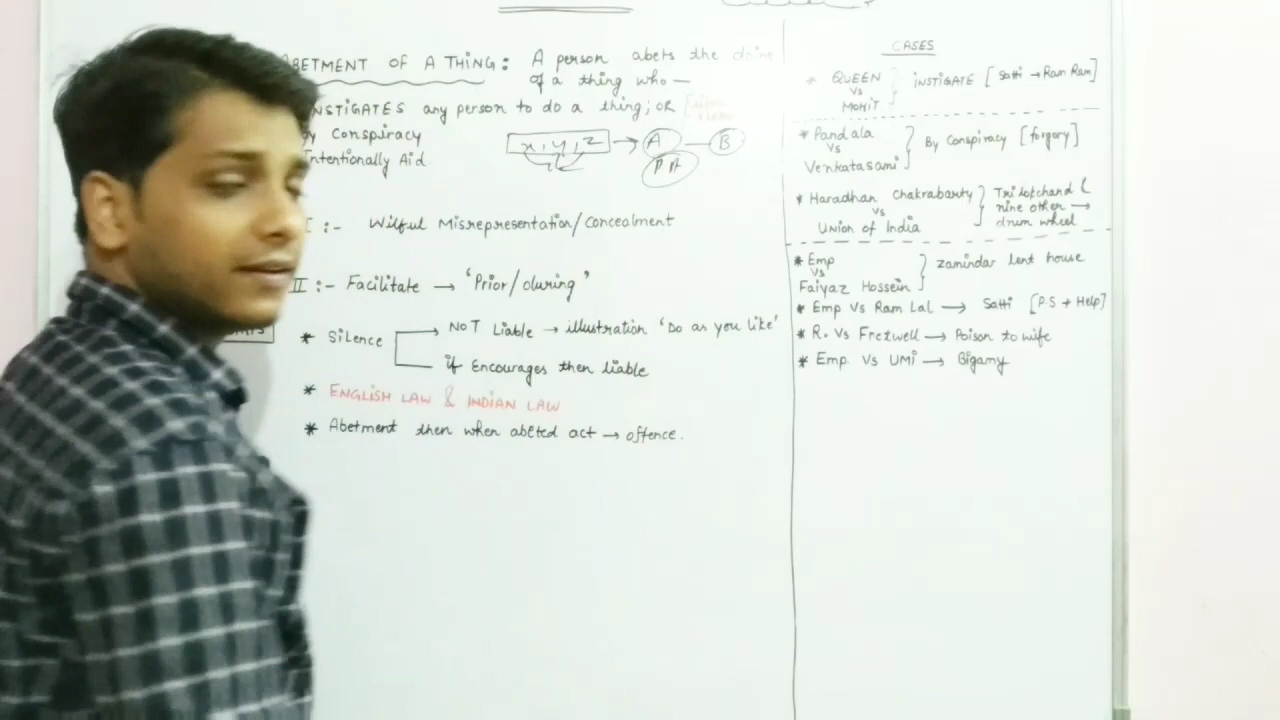 ABETMENT OF A THING: A person abets the doing
of a thing who —
INSTIGATES any person to do a thing; OR
by Conspiracy
Intentionally Aid.
x, y, z → A — B
PA
I :- Wilful Misrepresentation/Concealment
II :- Facilitate → 'Prior/during'
* Silence
NOT Liable → illustration 'Do as you like'
if Encourages then liable
* ENGLISH LAW & INDIAN LAW
* Abetment then when abeted act → offence.
CASES
* QUEEN
vs
MOHIT
INSTIGATE [Satti → Ram Ram]
* Pandala
vs
Venkatasami
By Conspiracy [forgery]
* Haradhan Chakrabarty
vs
Union of India
Trilokchand &
nine other →
drum wheel
* Emp
vs
Faiyaz Hossein
zamindar lent house
* Emp Vs Ram Lal → Satti [P.S + Help]
* R. Vs Fretwell → Poison to wife
* Emp. Vs UMI → Bigamy